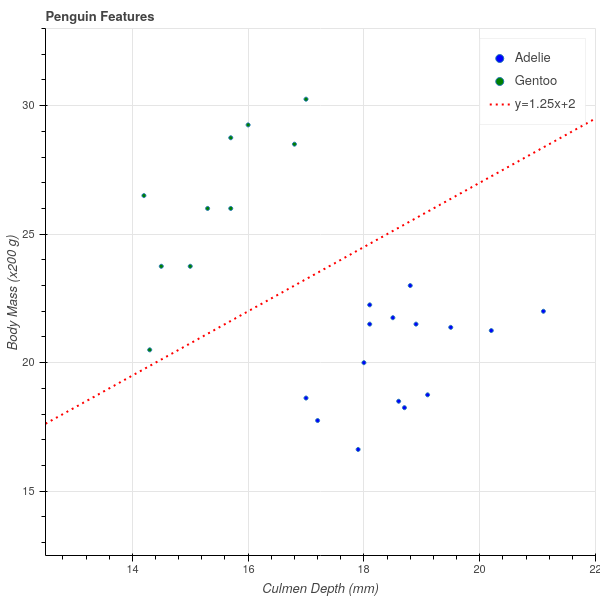 Penguin Features
Adelie
Gentoo
y=1.25x+2
30
25
20
15
Body Mass (x200 g)
14
16
18
20
22
Culmen Depth (mm)